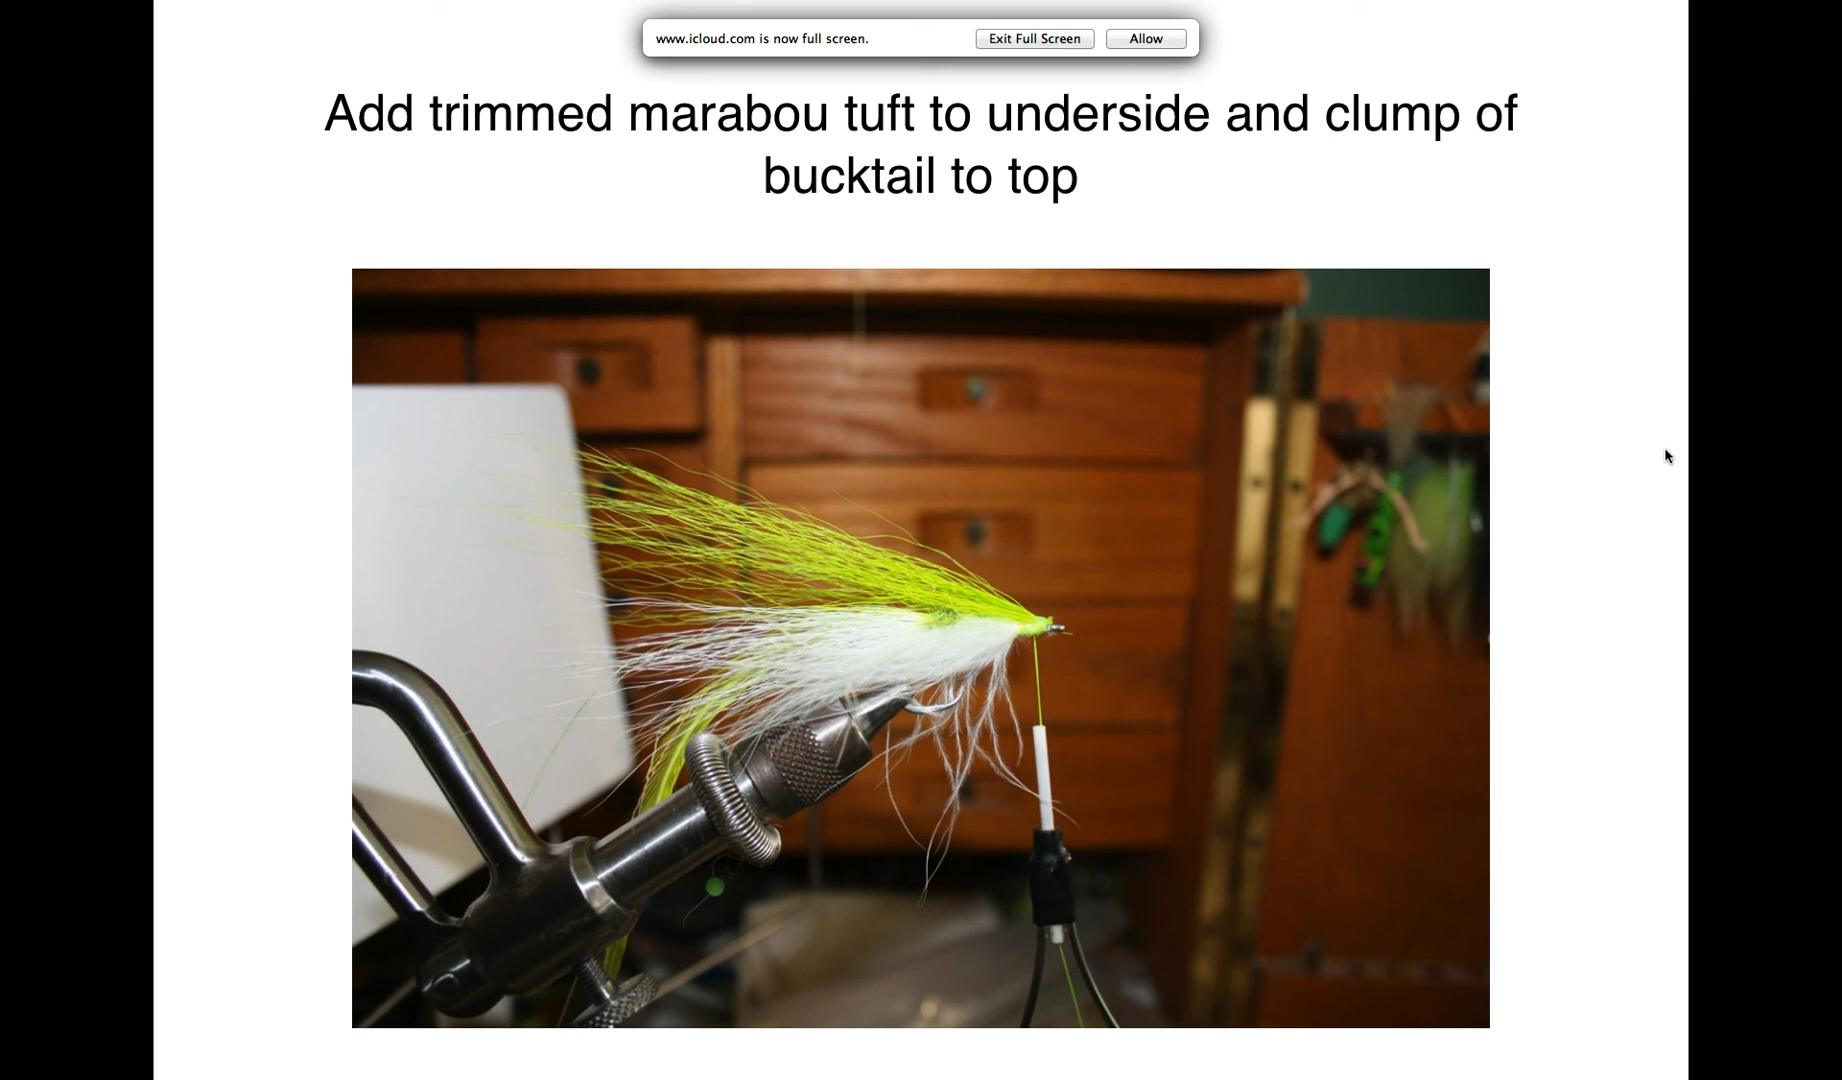 www.icloud.com is now full screen. Exit Full Screen Allow
Add trimmed marabou tuft to underside and clump of
bucktail to top